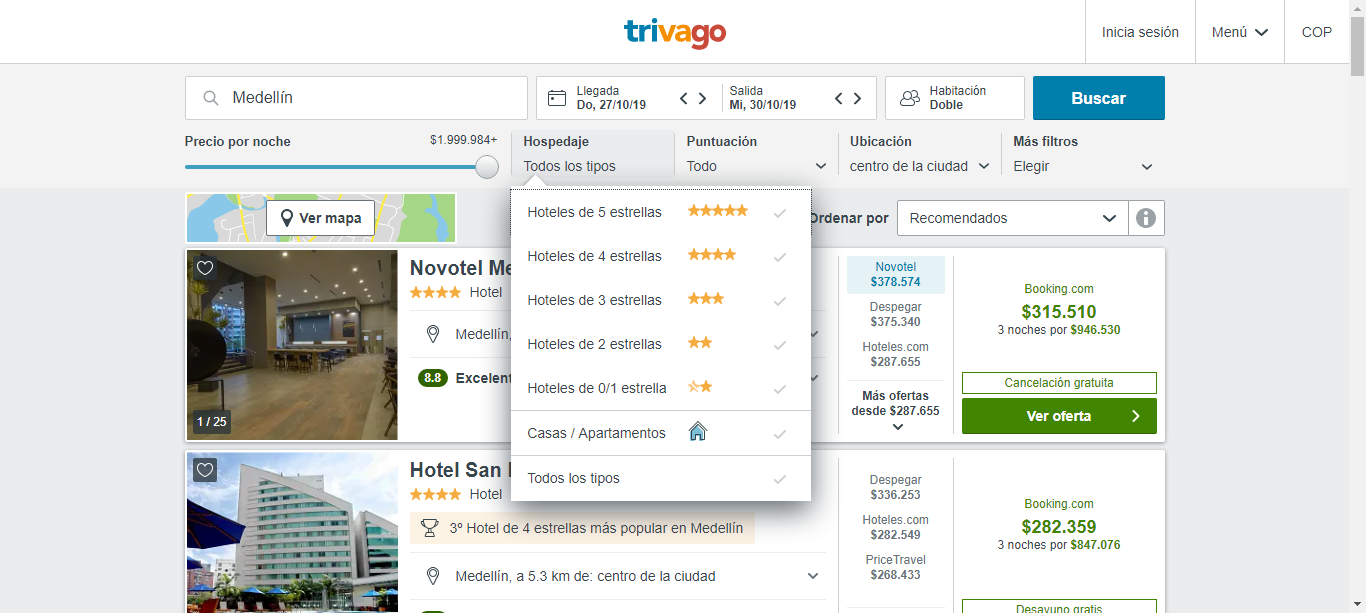 trivago
Inicia sesión
Menú
COP
Medellín
Llegada
Do, 27/10/19
Salida
Mi, 30/10/19
Habitación
Doble
Buscar
Precio por noche
$1.999.984+
Hospedaje
Todos los tipos
Puntuación
Todo
Ubicación
centro de la ciudad
Más filtros
Elegir
Ver mapa
Ordenar por
Recomendados
Hoteles de 5 estrellas
Hoteles de 4 estrellas
Hoteles de 3 estrellas
Hoteles de 2 estrellas
Hoteles de 0/1 estrella
Casas / Apartamentos
Todos los tipos
1 / 25
Novotel Me
Hotel
Medellín,
8.8 Excelent
Novotel
$378.574
Despegar
$375.340
Hoteles.com
$287.655
Más ofertas
desde $287.655
Booking.com
$315.510
3 noches por $946.530
Cancelación gratuita
Ver oferta
Hotel San
Hotel
3º Hotel de 4 estrellas más popular en Medellín
Medellín, a 5.3 km de: centro de la ciudad
Despegar
$336.253
Hoteles.com
$282.549
PriceTravel
$268.433
Booking.com
$282.359
3 noches por $847.076
Desayuno gratis